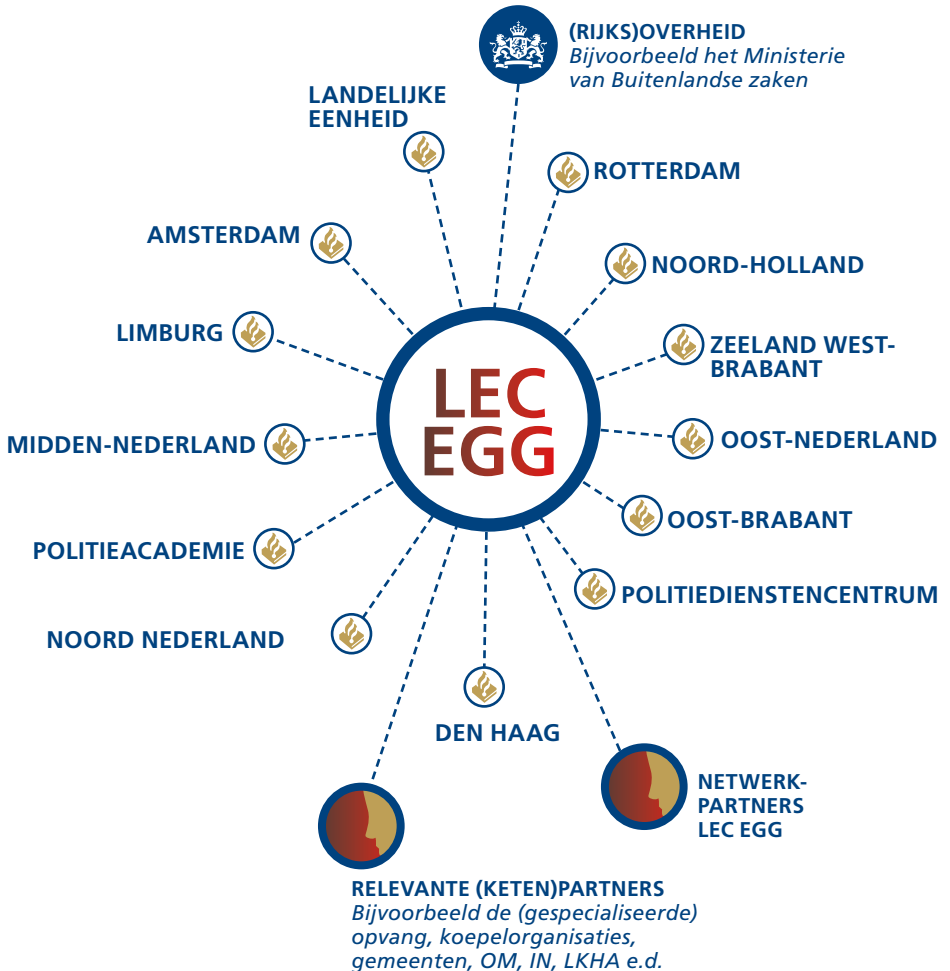 (RIJKS)OVERHEID
Bijvoorbeeld het Ministerie
van Buitenlandse zaken
LANDELIJKE
EENHEID
ROTTERDAM
AMSTERDAM
NOORD-HOLLAND
LIMBURG
ZEELAND WEST-
BRABANT
LEC
EGG
MIDDEN-NEDERLAND
OOST-NEDERLAND
OOST-BRABANT
POLITIEACADEMIE
POLITIEDIENSTENCENTRUM
NOORD NEDERLAND
DEN HAAG
NETWERK-
PARTNERS
LEC EGG
RELEVANTE (KETEN)PARTNERS
Bijvoorbeeld de (gespecialiseerde)
opvang, koepelorganisaties,
gemeenten, OM, IN, LKHA e.d.